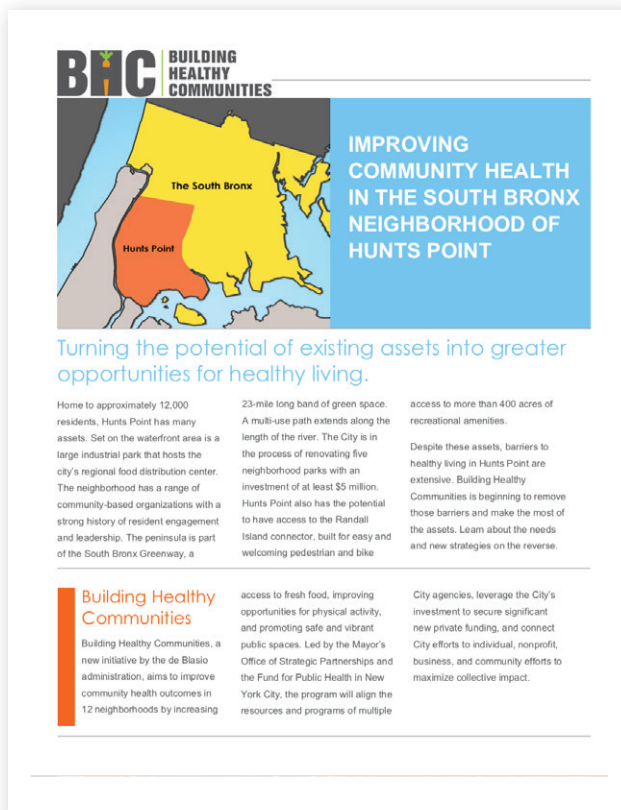 BHC
BUILDING
HEALTHY
COMMUNITIES
The South Bronx
Hunts Point
IMPROVING
COMMUNITY HEALTH
IN THE SOUTH BRONX
NEIGHBORHOOD OF
HUNTS POINT
Turning the potential of existing assets into greater
opportunities for healthy living.
Home to approximately 12,000
residents, Hunts Point has many
assets. Set on the waterfront area is a
large industrial park that hosts the
city's regional food distribution center.
The neighborhood has a range of
community-based organizations with a
strong history of resident engagement
and leadership. The peninsula is part
of the South Bronx Greenway, a
23-mile long band of green space.
A multi-use path extends along the
length of the river. The City is in
the process of renovating five
neighborhood parks with an
investment of at least $5 million.
Hunts Point also has the potential
to have access to the Randall
Island connector, built for easy and
welcoming pedestrian and bike
access to more than 400 acres of
recreational amenities.
Despite these assets, barriers to
healthy living in Hunts Point are
extensive. Building Healthy
Communities is beginning to remove
those barriers and make the most of
the assets. Learn about the needs
and new strategies on the reverse.
Building Healthy
Communities
Building Healthy Communities, a
new initiative by the de Blasio
administration, aims to improve
community health outcomes in
12 neighborhoods by increasing
access to fresh food, improving
opportunities for physical activity,
and promoting safe and vibrant
public spaces. Led by the Mayor's
Office of Strategic Partnerships and
the Fund for Public Health in New
York City, the program will align the
resources and programs of multiple
City agencies, leverage the City's
investment to secure significant
new private funding, and connect
City efforts to individual, nonprofit,
business, and community efforts to
maximize collective impact.